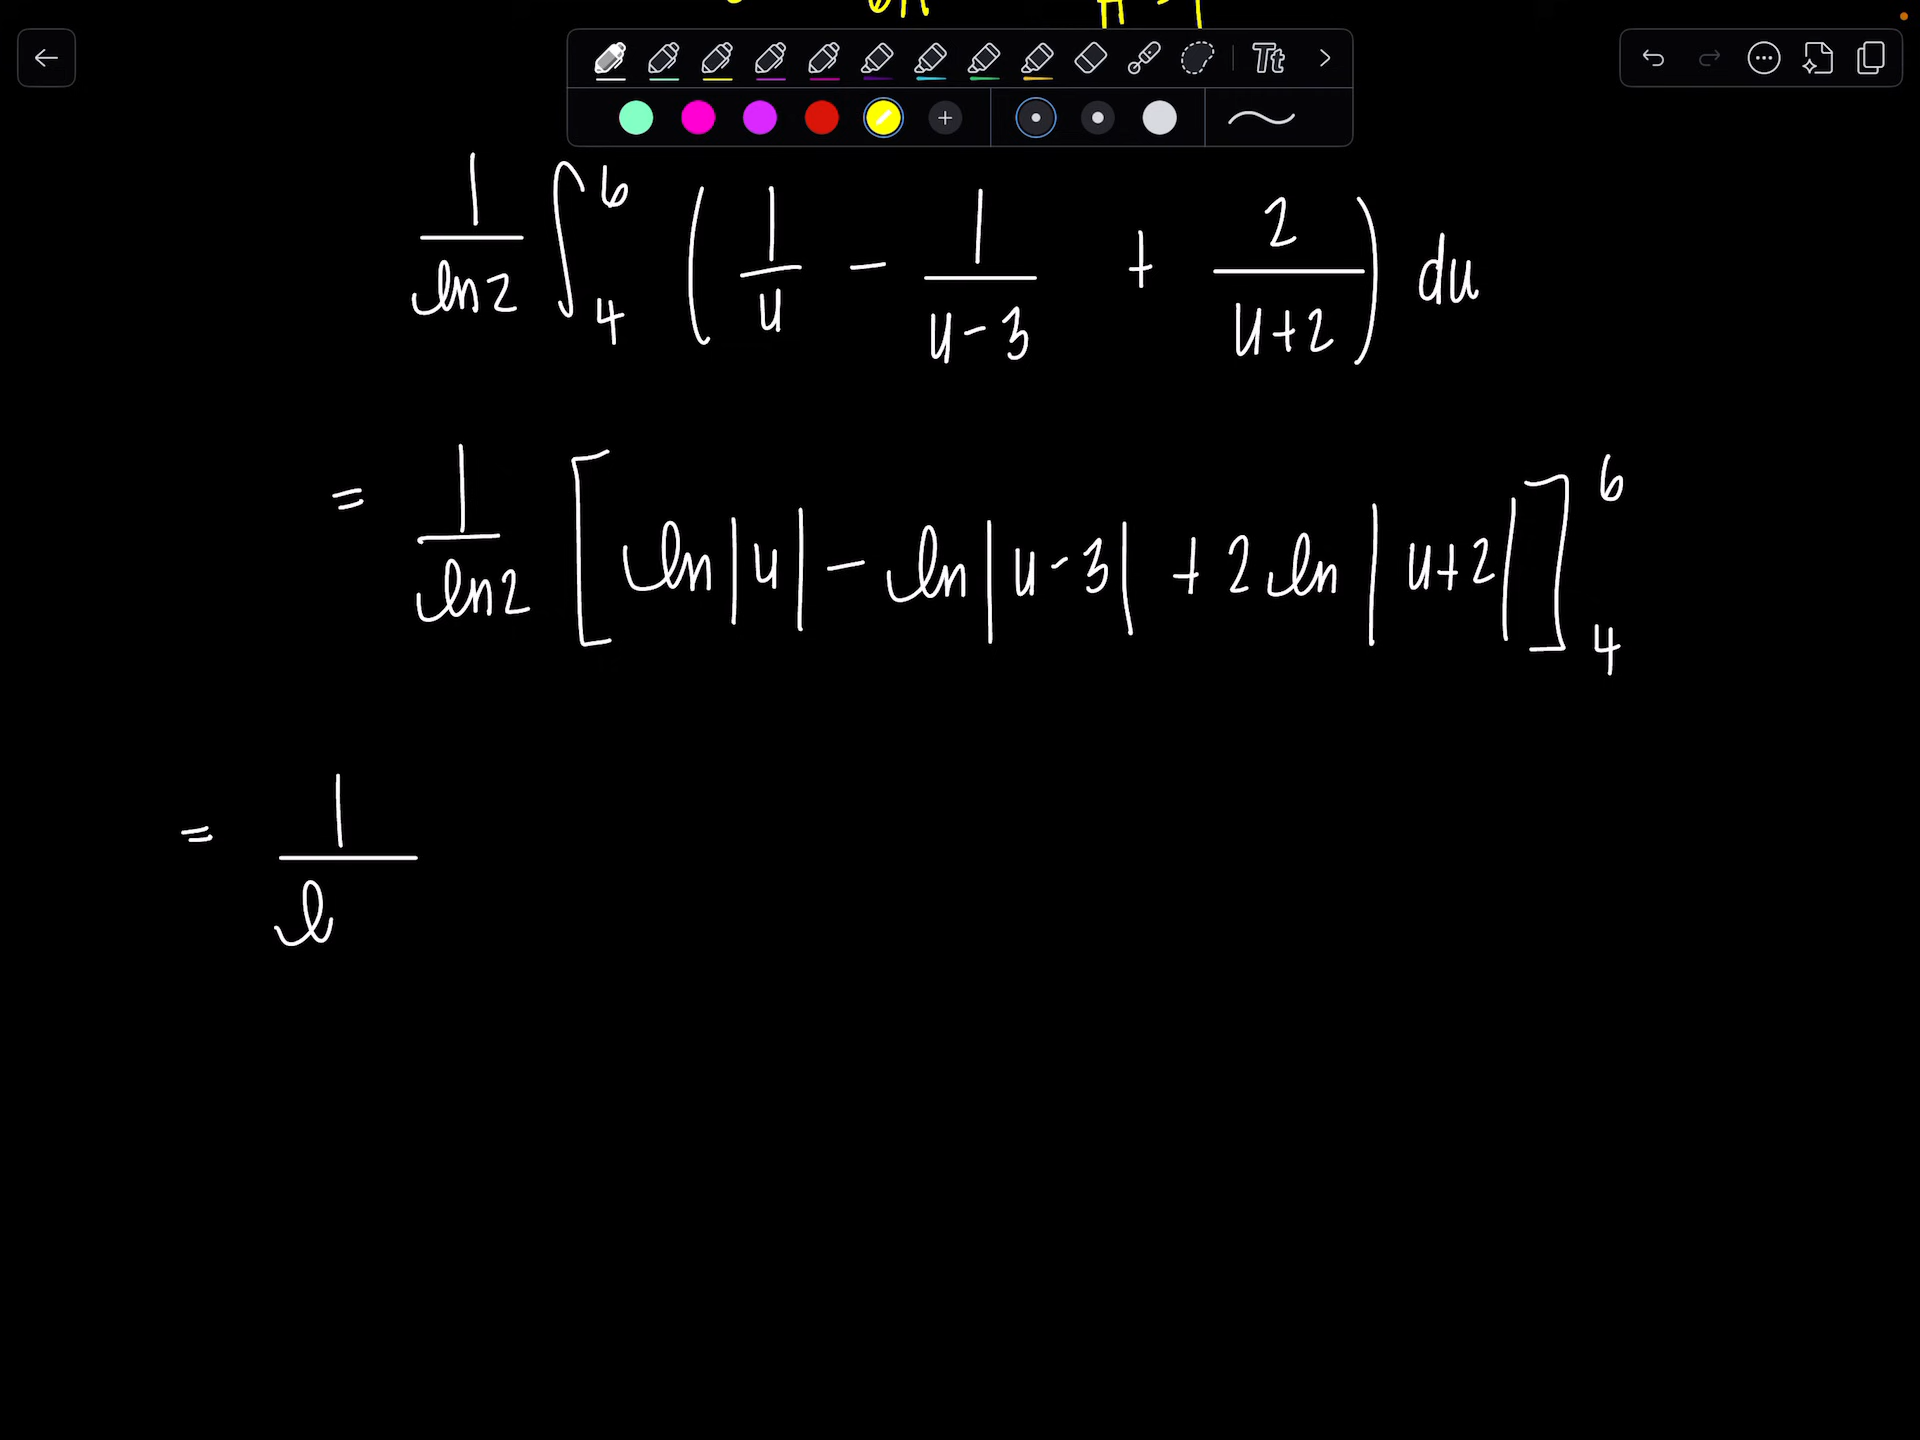 Tt
1/ln2 ∫₄⁶ (1/u - 1/(u-3) + 2/(u+2)) du
= 1/ln2 [ln|u| - ln|u-3| + 2 ln|u+2|]₄⁶
= 1/l